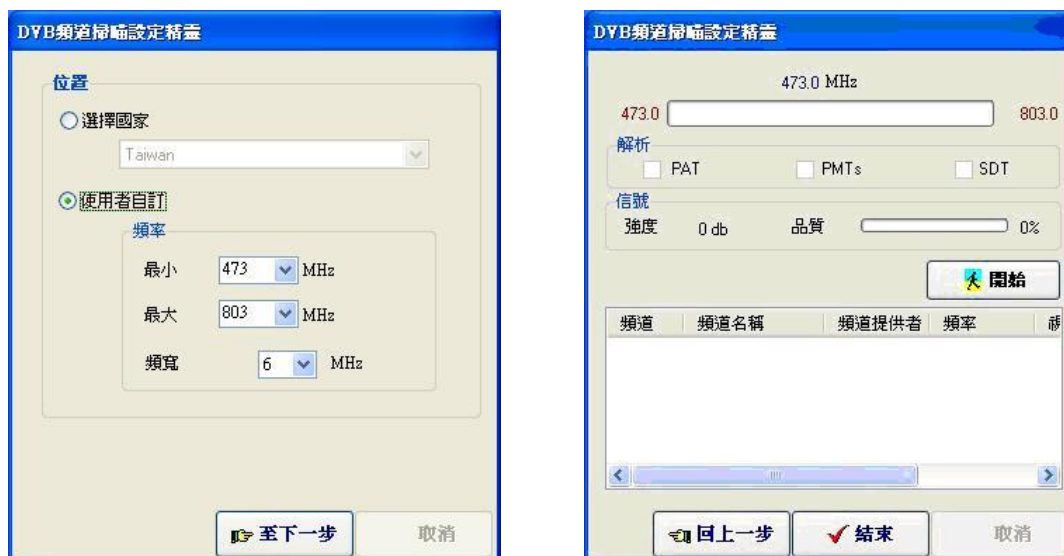 DVB頻道掃瞄設定精靈
位置
選擇國家
Taiwan
使用者自訂
頻率
最小 473 MHz
最大 803 MHz
頻寬 6 MHz
至下一步 取消
DVB頻道掃瞄設定精靈
473.0 MHz
473.0 803.0
解析
PAT PMTs SDT
信號
強度 0 db 品質 0%
開始
頻道 頻道名稱 頻道提供者 頻率
回上一步 結束 取消